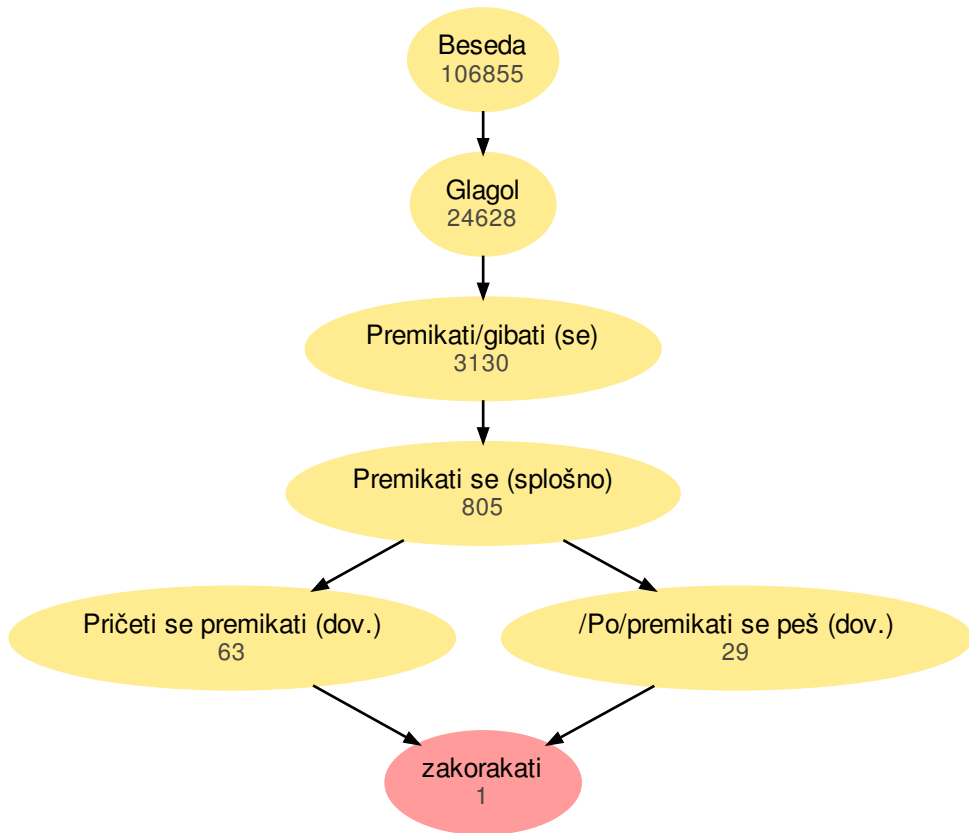 Beseda
106855
Glagol
24628
Premikati/gibati (se)
3130
Premikati se (splošno)
805
Pričeti se premikati (dov.)
63
/Po/premikati se peš (dov.)
29
zakorakati
1